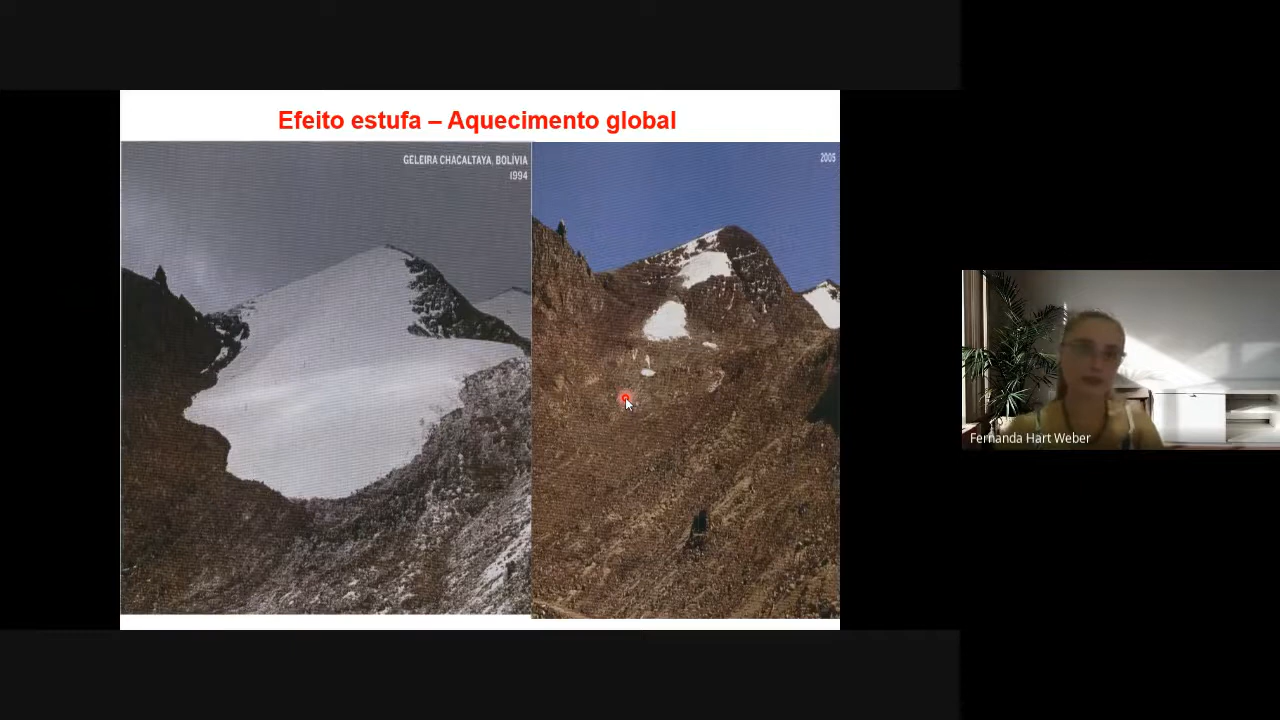 Efeito estufa – Aquecimento global
GELEIRA CHACALTAYA, BOLÍVIA
1994
2005
Fernanda Hart Weber